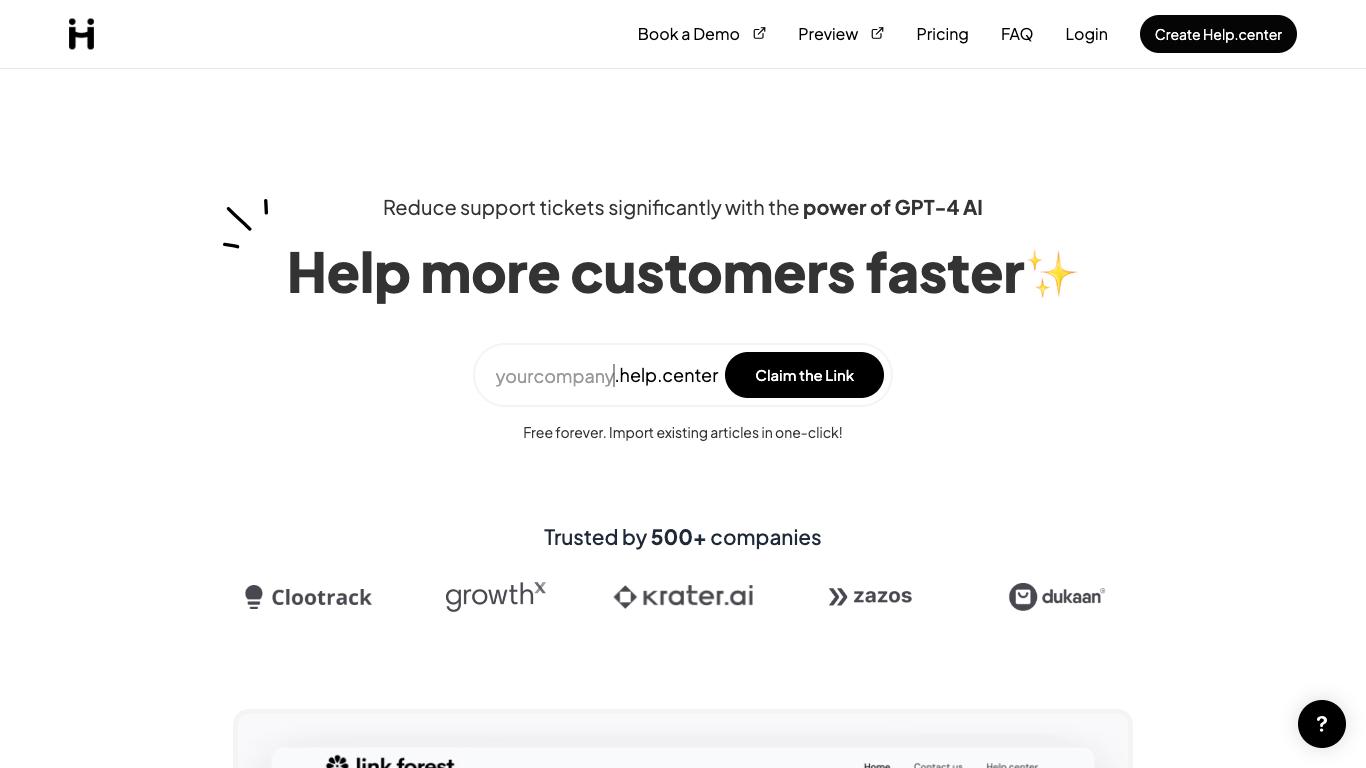 Book a Demo
Preview
Pricing
FAQ
Login
Create Help.center
Reduce support tickets significantly with the power of GPT-4 AI
Help more customers faster✨
yourcompany.help.center
Claim the Link
Free forever. Import existing articles in one-click!
Trusted by 500+ companies
Clootrack
growthx
krater.ai
zazos
dukaan®
link forest
Home
Contact us
Help center
?